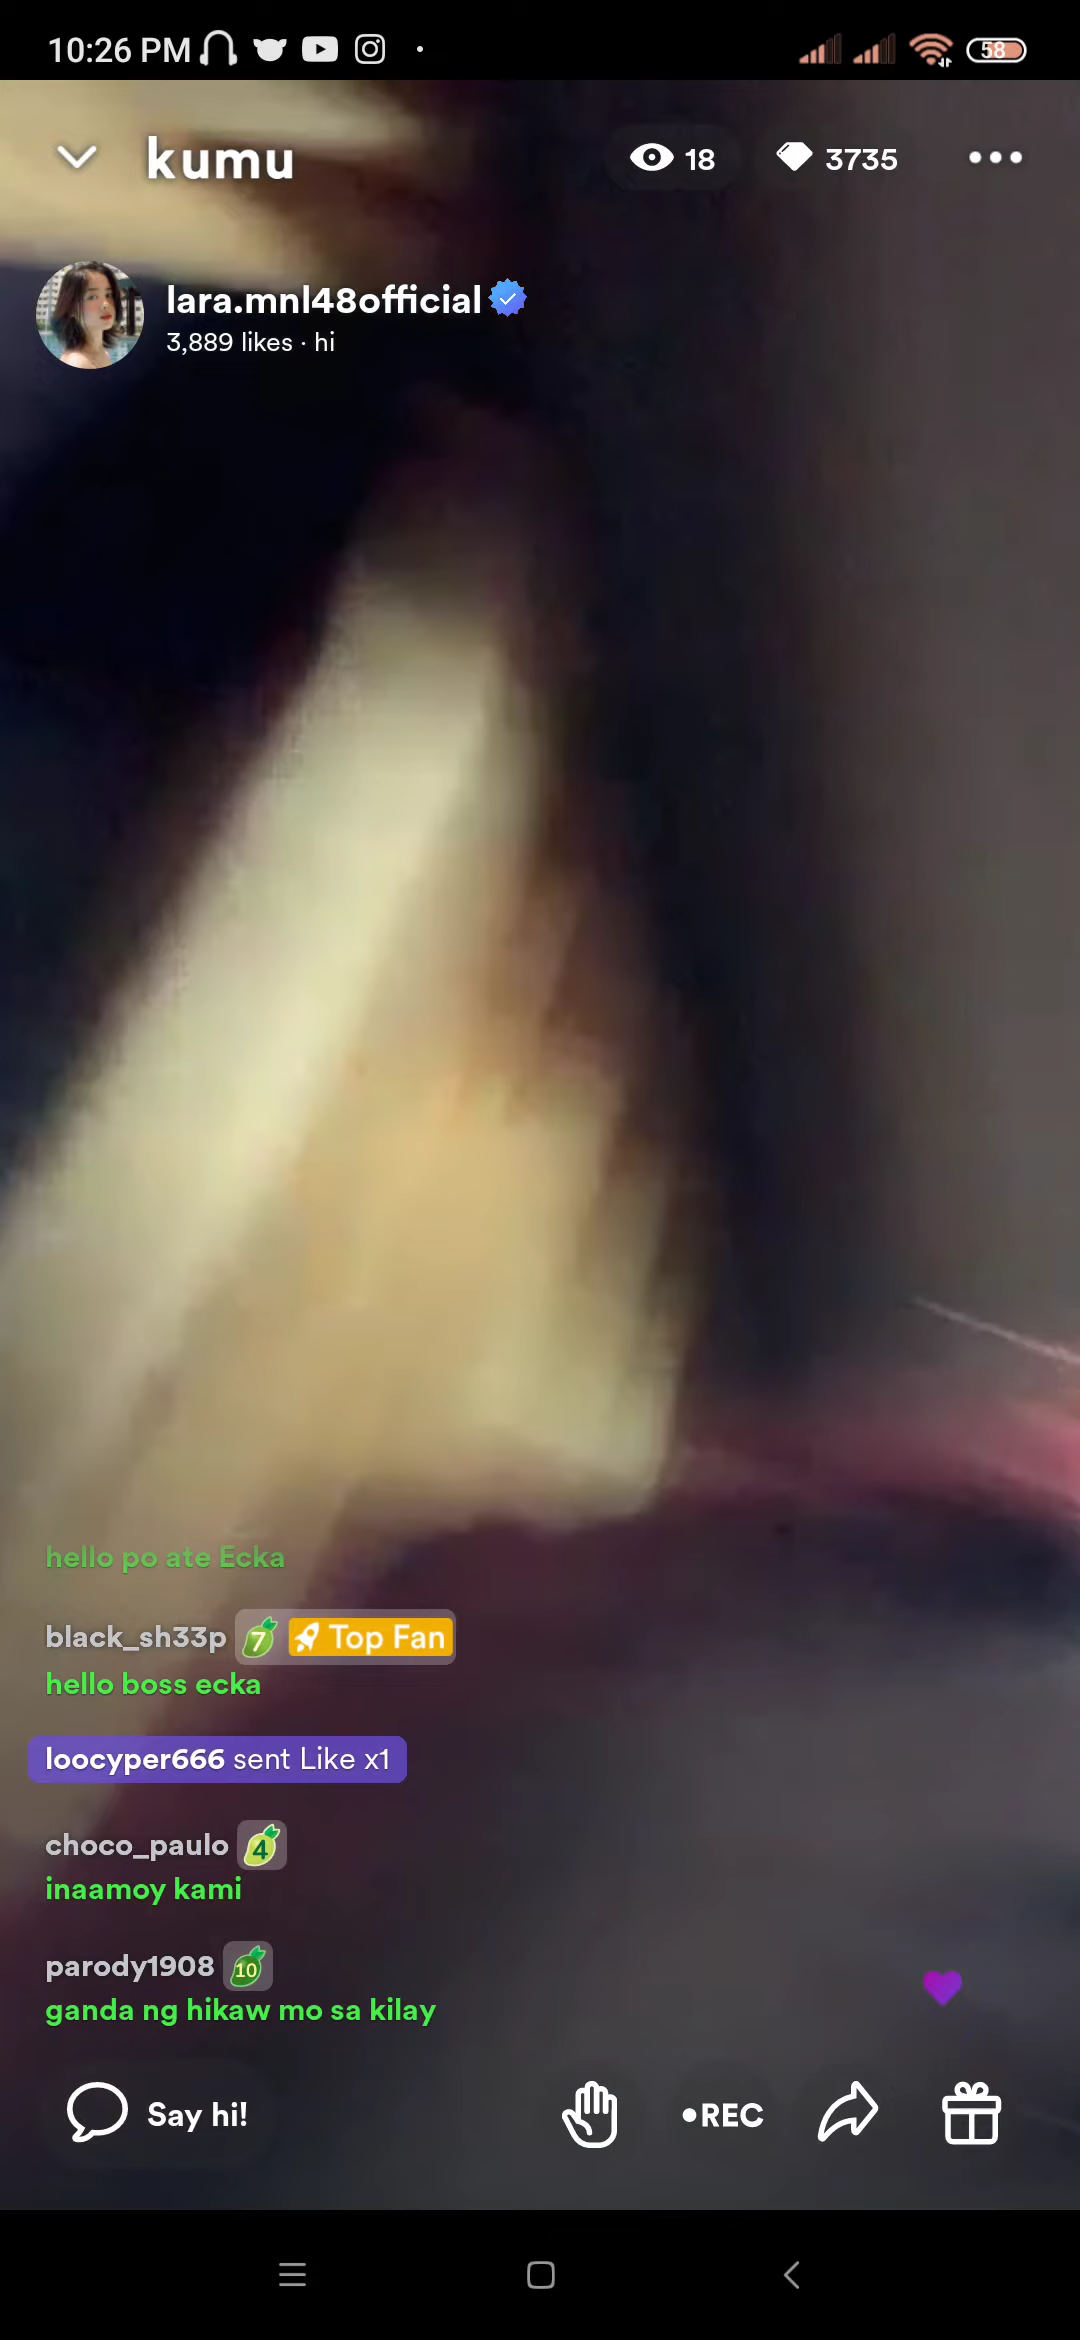 10:26 PM
58
kumu
18
3735
lara.mnl48official
3,889 likes · hi
hello po ate Ecka
black_sh33p 7 Top Fan
hello boss ecka
loocyper666 sent Like x1
choco_paulo 4
inaamoy kami
parody1908 10
ganda ng hikaw mo sa kilay
Say hi!
•REC